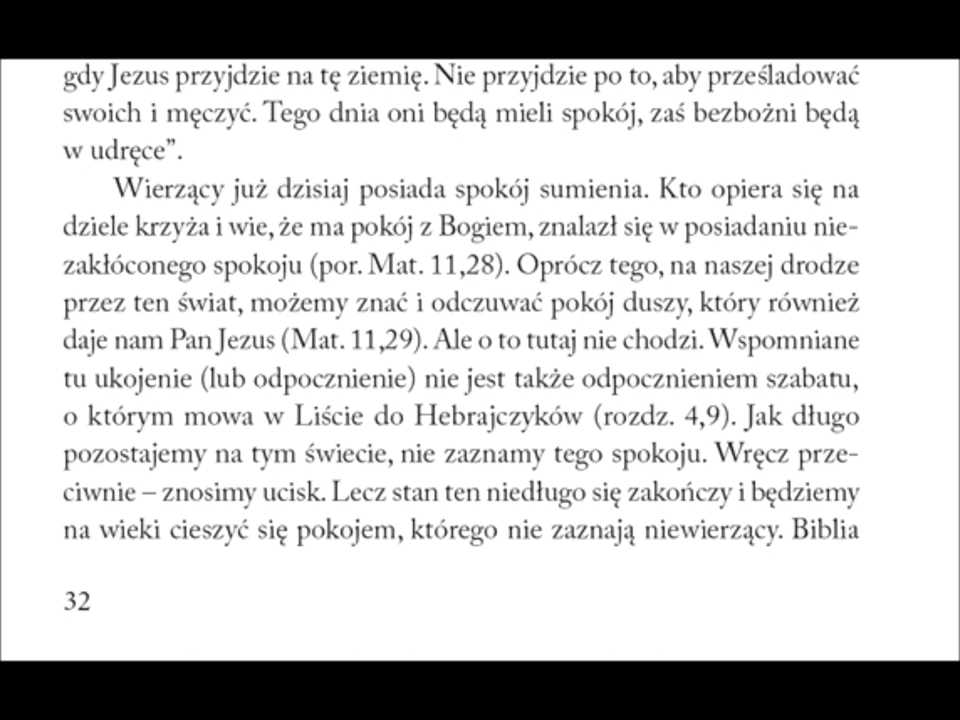 gdy Jezus przyjdzie na tę ziemię. Nie przyjdzie po to, aby prześladować
swoich i męczyć. Tego dnia oni będą mieli spokój, zaś bezbożni będą
w udręce”.
Wierzący już dzisiaj posiada spokój sumienia. Kto opiera się na
dziele krzyża i wie, że ma pokój z Bogiem, znalazł się w posiadaniu nie-
zakłóconego spokoju (por. Mat. 11,28). Oprócz tego, na naszej drodze
przez ten świat, możemy znać i odczuwać pokój duszy, który również
daje nam Pan Jezus (Mat. 11,29). Ale o to tutaj nie chodzi. Wspomniane
tu ukojenie (lub odpocznienie) nie jest także odpocznieniem szabatu,
o którym mowa w Liście do Hebrajczyków (rozdz. 4,9). Jak długo
pozostajemy na tym świecie, nie zaznamy tego spokoju. Wręcz prze-
ciwnie – znosimy ucisk. Lecz stan ten niedługo się zakończy i będziemy
na wieki cieszyć się pokojem, którego nie zaznają niewierzący. Biblia
32